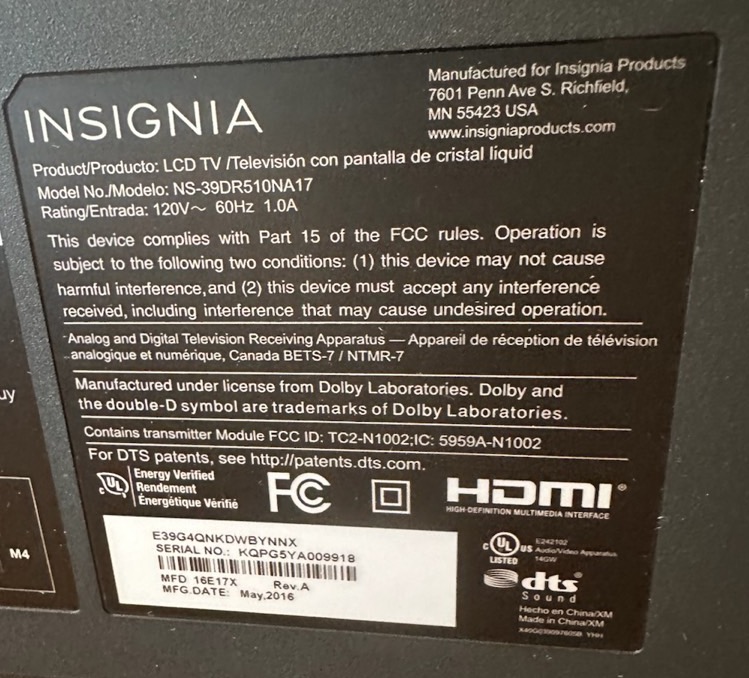 INSIGNIA
Manufactured for Insignia Products
7601 Penn Ave S. Richfield,
MN 55423 USA
www.insigniaproducts.com
Product/Producto: LCD TV /Televisión con pantalla de cristal liquid
Model No./Modelo: NS-39DR510NA17
Rating/Entrada: 120V～ 60Hz 1.0A
This device complies with Part 15 of the FCC rules. Operation is
subject to the following two conditions: (1) this device may not cause
harmful interference, and (2) this device must accept any interference
received, including interference that may cause undesired operation.
Analog and Digital Television Receiving Apparatus — Appareil de réception de télévision
analogique et numérique, Canada BETS-7 / NTMR-7
Manufactured under license from Dolby Laboratories. Dolby and
the double-D symbol are trademarks of Dolby Laboratories.
Contains transmitter Module FCC ID: TC2-N1002;IC: 5959A-N1002
For DTS patents, see http://patents.dts.com.
c UL
Energy Verified
Rendement
Énergétique Vérifié
FC
HDMI®
HIGH-DEFINITION MULTIMEDIA INTERFACE
E39G4QNKDWBYNNX
SERIAL NO.: KQPG5YA009918
MFD 16E17X Rev.A
MFG.DATE: May,2016
c UL US
LISTED
E242102
Audio/Video Apparatus
14GW
dts
Sound
Hecho en China/XM
Made in China/XM
YHH
uy
M4